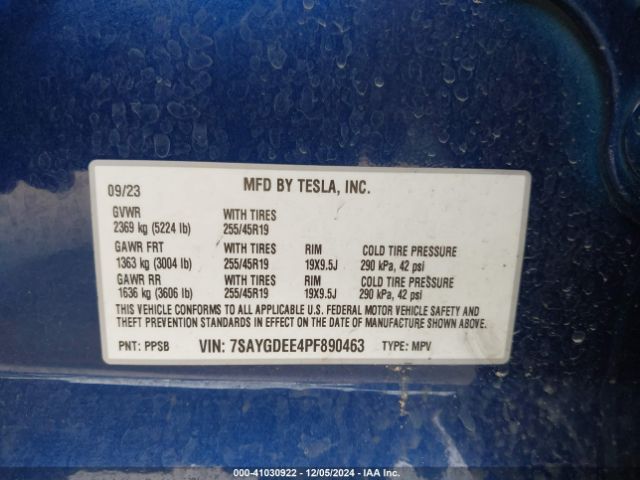 09/23 MFD BY TESLA, INC.
GVWR WITH TIRES
2369 kg (5224 lb) 255/45R19
GAWR FRT WITH TIRES RIM COLD TIRE PRESSURE
1363 kg (3004 lb) 255/45R19 19X9.5J 290 kPa, 42 psi
GAWR RR WITH TIRES RIM COLD TIRE PRESSURE
1636 kg (3606 lb) 255/45R19 19X9.5J 290 kPa, 42 psi
THIS VEHICLE CONFORMS TO ALL APPLICABLE U.S. FEDERAL MOTOR VEHICLE SAFETY AND
THEFT PREVENTION STANDARDS IN EFFECT ON THE DATE OF MANUFACTURE SHOWN ABOVE.
PNT: PPSB VIN: 7SAYGDEE4PF890463 TYPE: MPV
000-41030922 - 12/05/2024 - IAA Inc.